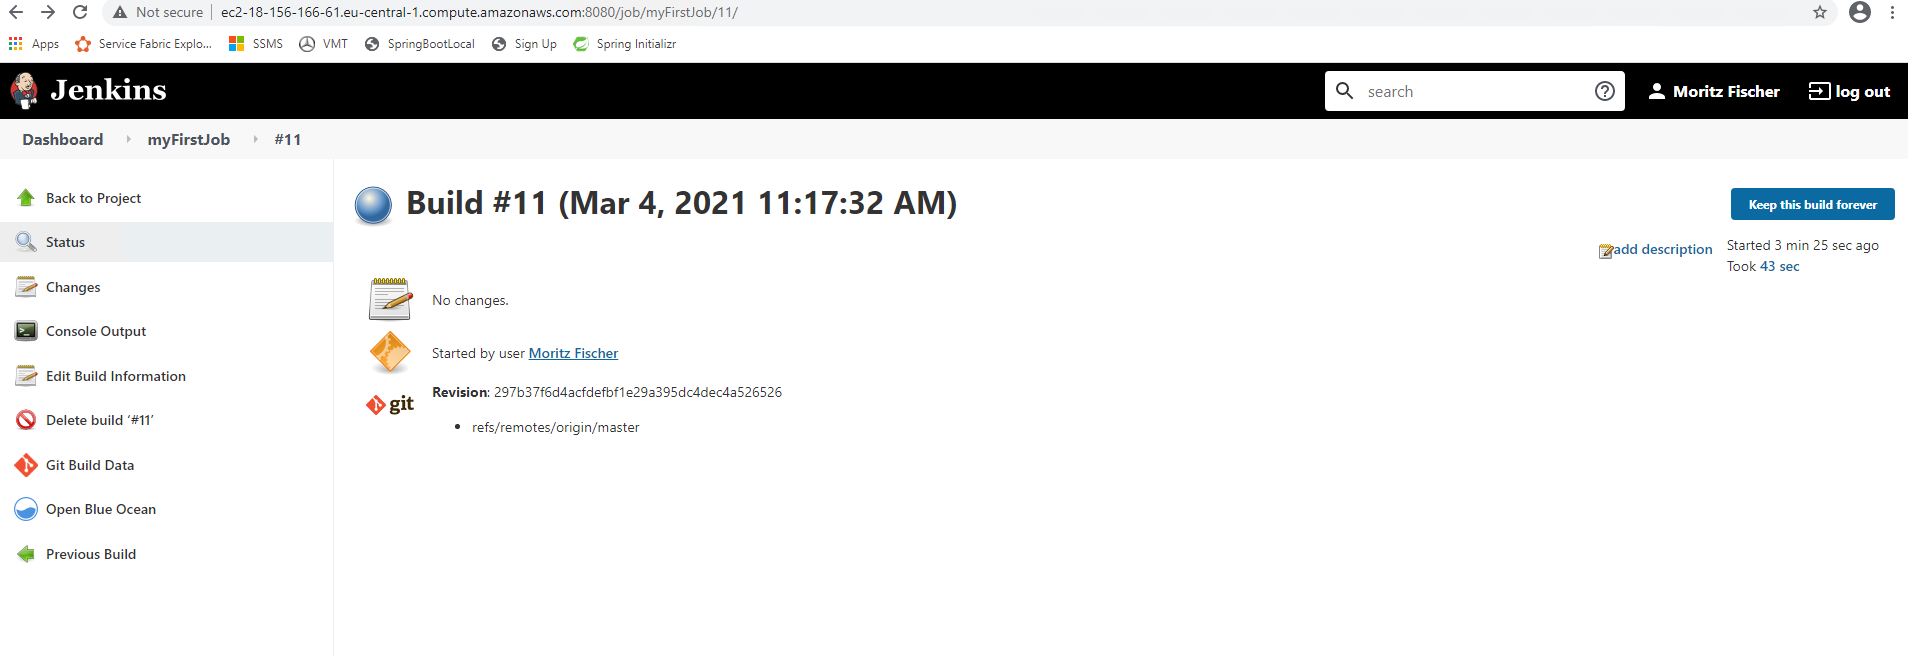 Not secure | ec2-18-156-166-61.eu-central-1.compute.amazonaws.com:8080/job/myFirstJob/11/
Apps Service Fabric Explo... SSMS VMT SpringBootLocal Sign Up Spring Initializr
Jenkins search Moritz Fischer log out
Dashboard myFirstJob #11
Back to Project
Status
Changes
Console Output
Edit Build Information
Delete build ‘#11’
Git Build Data
Open Blue Ocean
Previous Build
Build #11 (Mar 4, 2021 11:17:32 AM)
Keep this build forever
add description
Started 3 min 25 sec ago
Took 43 sec
No changes.
Started by user Moritz Fischer
git
Revision: 297b37f6d4acfdefbf1e29a395dc4dec4a526526
• refs/remotes/origin/master